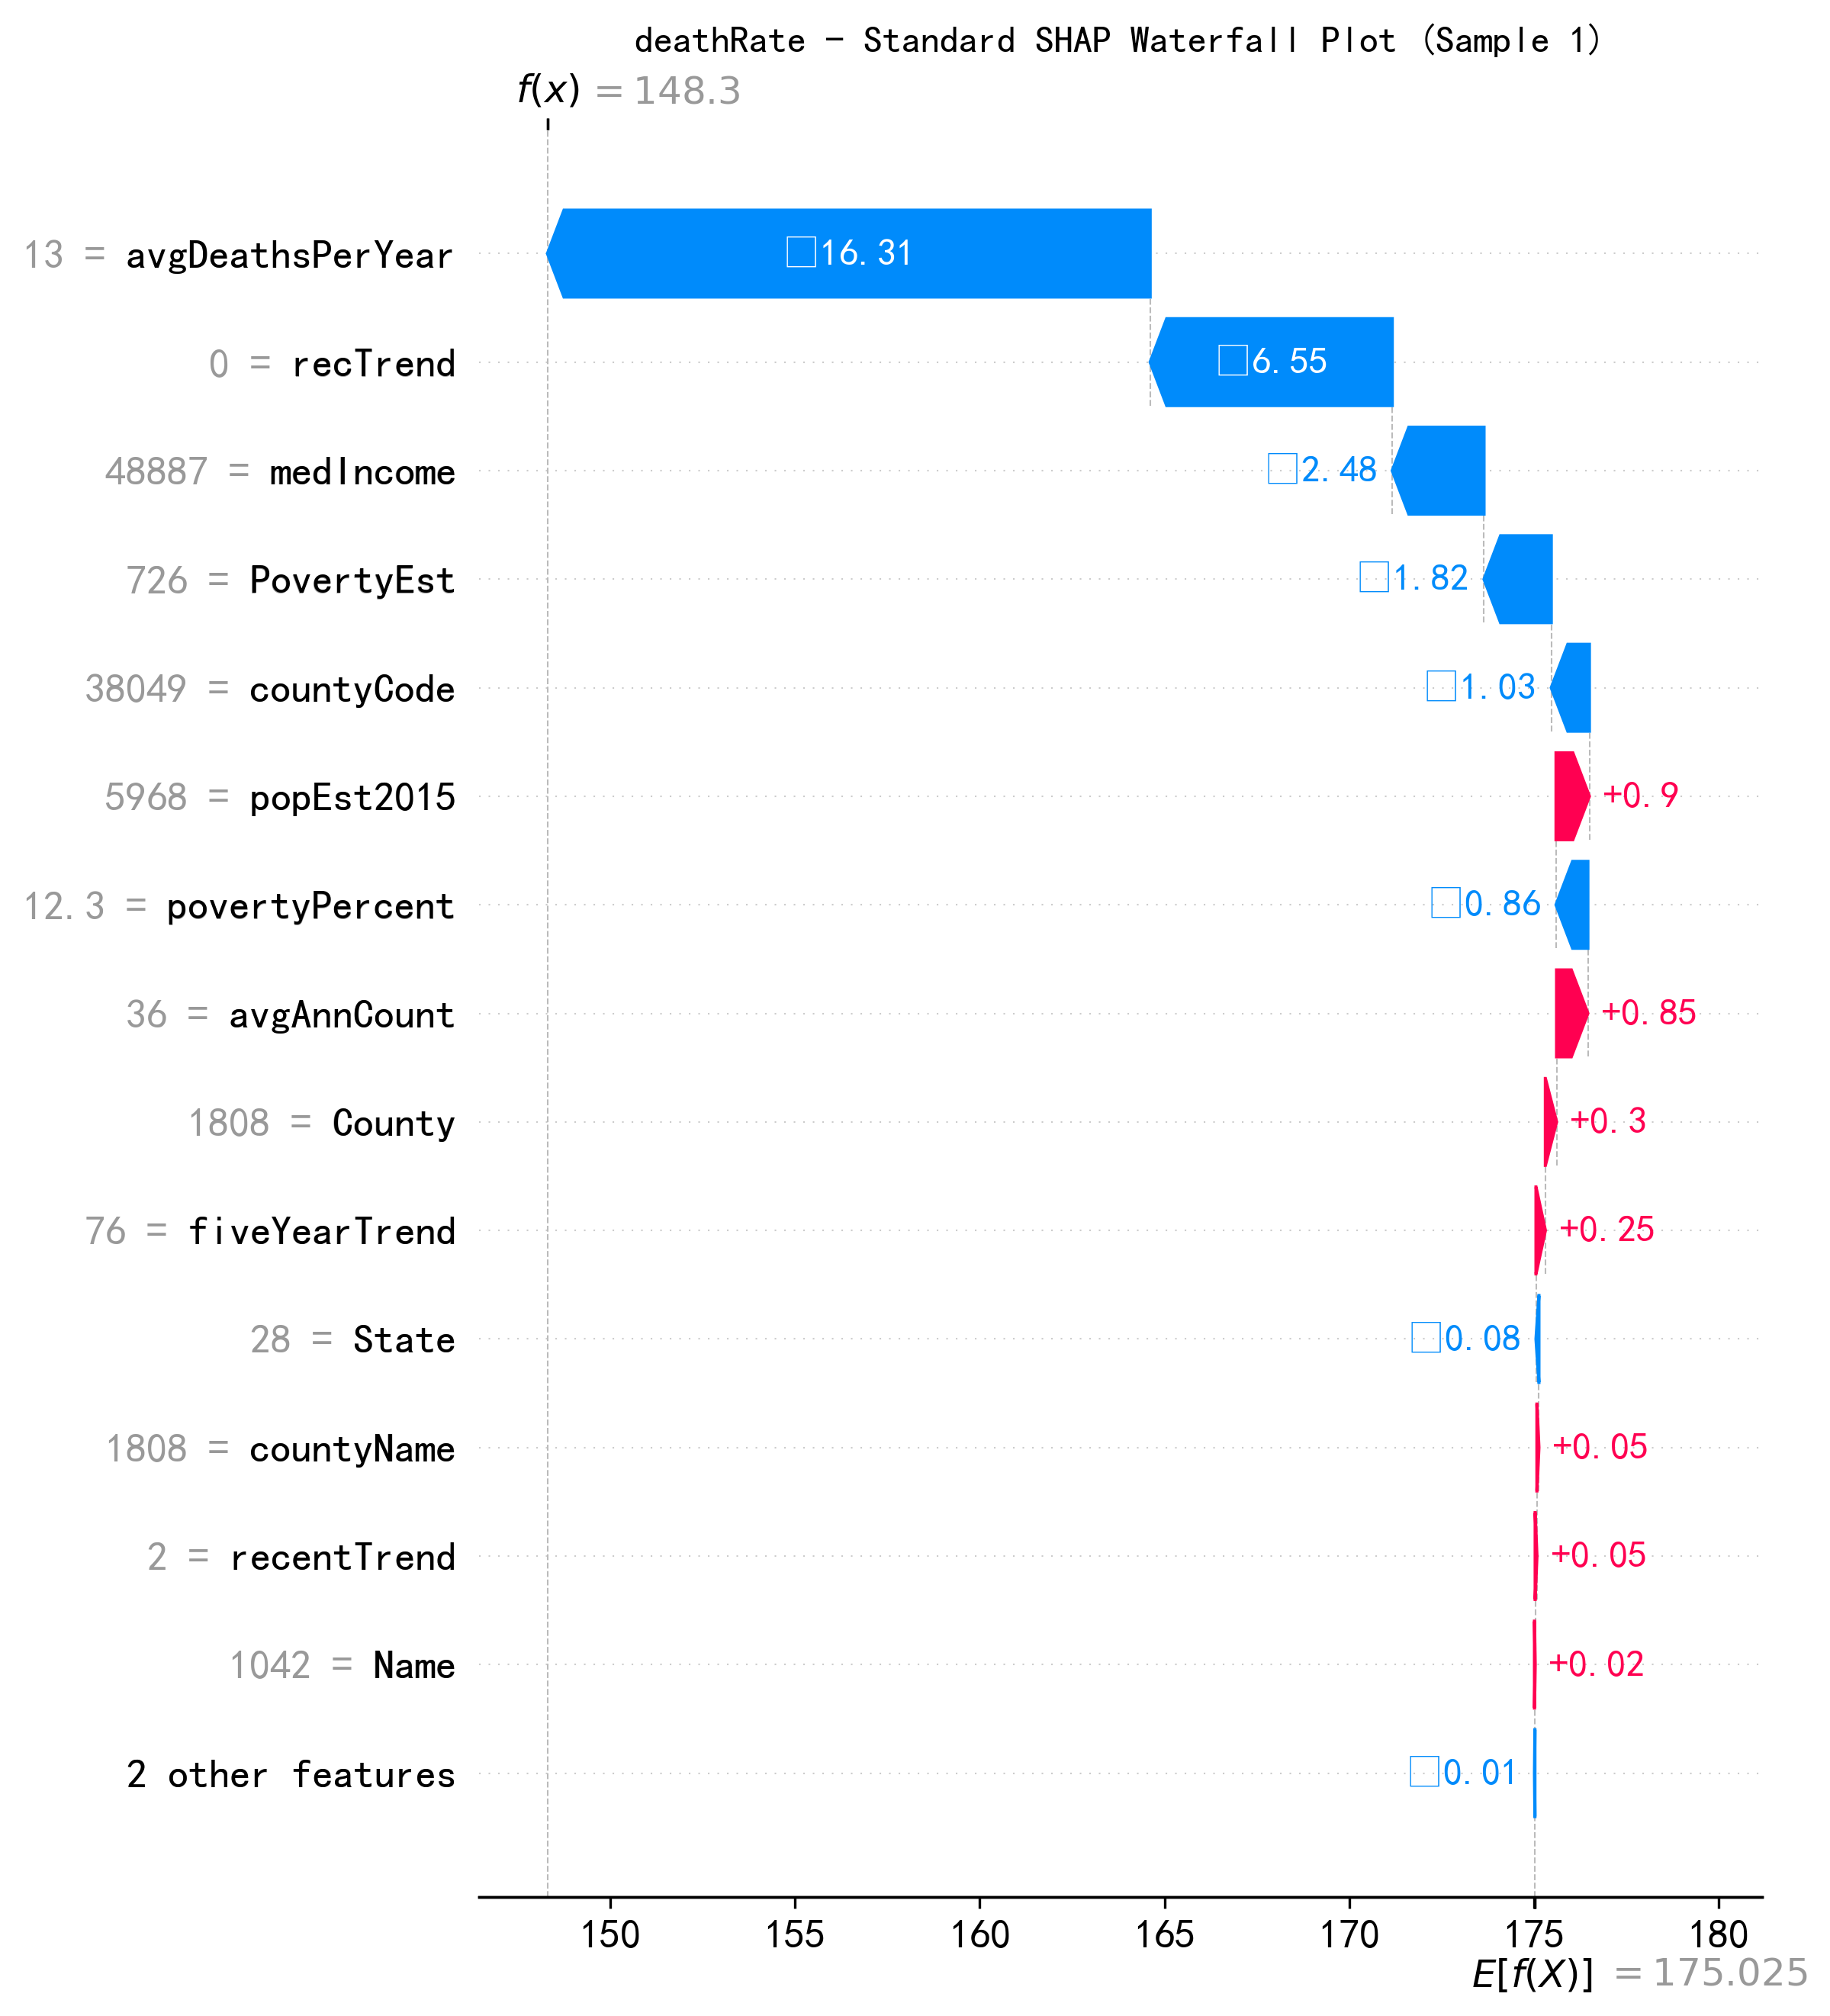 deathRate - Standard SHAP Waterfall Plot (Sample 1)
f(x) = 148.3
13 = avgDeathsPerYear □16.31
0 = recTrend □6.55
48887 = medIncome □2.48
726 = PovertyEst □1.82
38049 = countyCode □1.03
5968 = popEst2015 +0.9
12.3 = povertyPercent □0.86
36 = avgAnnCount +0.85
1808 = County +0.3
76 = fiveYearTrend +0.25
28 = State □0.08
1808 = countyName +0.05
2 = recentTrend +0.05
1042 = Name +0.02
2 other features □0.01
150 155 160 165 170 175 180
E[f(X)] = 175.025